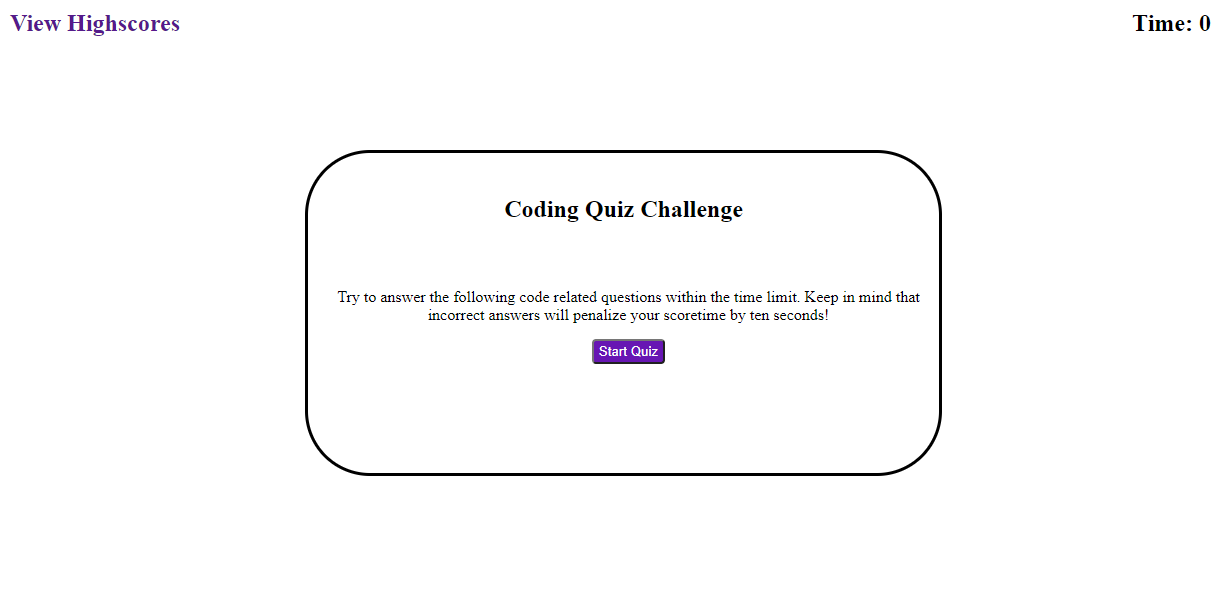 View Highscores
Time: 0
Coding Quiz Challenge
Try to answer the following code related questions within the time limit. Keep in mind that
incorrect answers will penalize your scoretime by ten seconds!
Start Quiz